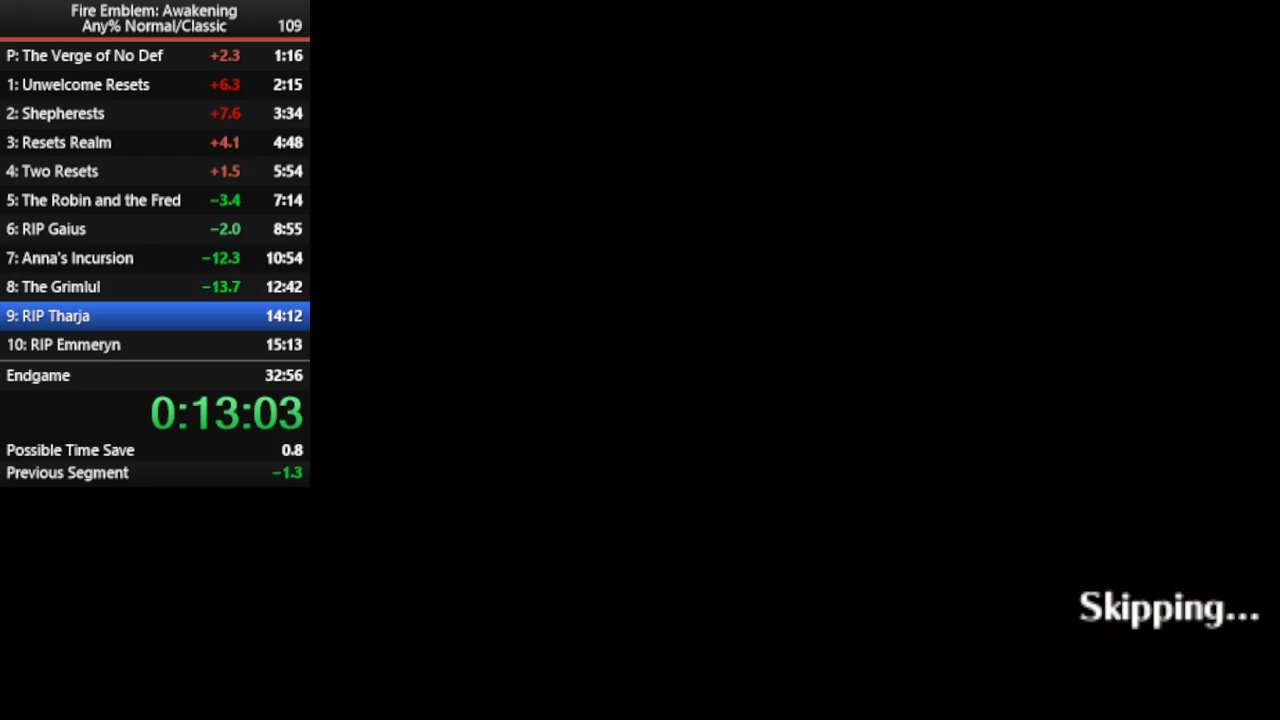 Fire Emblem: Awakening
Any% Normal/Classic 109
P: The Verge of No Def +2.3 1:16
1: Unwelcome Resets +6.3 2:15
2: Shepherests +7.6 3:34
3: Resets Realm +4.1 4:48
4: Two Resets +1.5 5:54
5: The Robin and the Fred −3.4 7:14
6: RIP Gaius −2.0 8:55
7: Anna's Incursion −12.3 10:54
8: The Grimlul −13.7 12:42
9: RIP Tharja 14:12
10: RIP Emmeryn 15:13
Endgame 32:56
0:13:03
Possible Time Save 0.8
Previous Segment −1.3
Skipping...